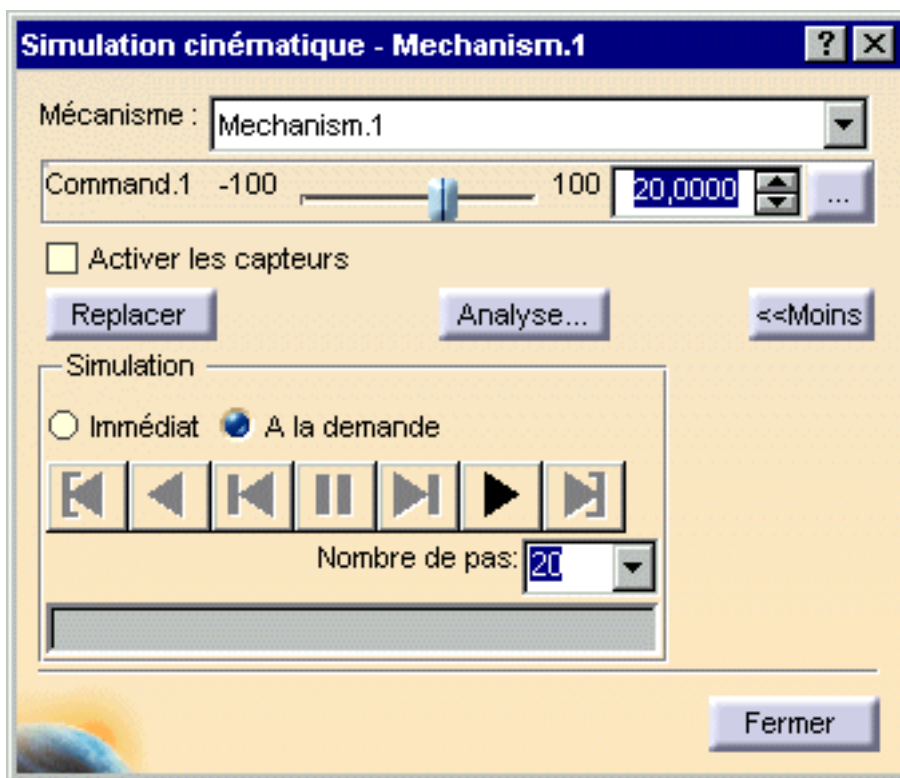 Simulation cinématique - Mechanism.1 ?
Mécanisme : Mechanism.1
Command.1 -100 100 20,0000 ...
Activer les capteurs
Replacer Analyse... <<Moins
Simulation
Immédiat A la demande
Nombre de pas: 20
Fermer